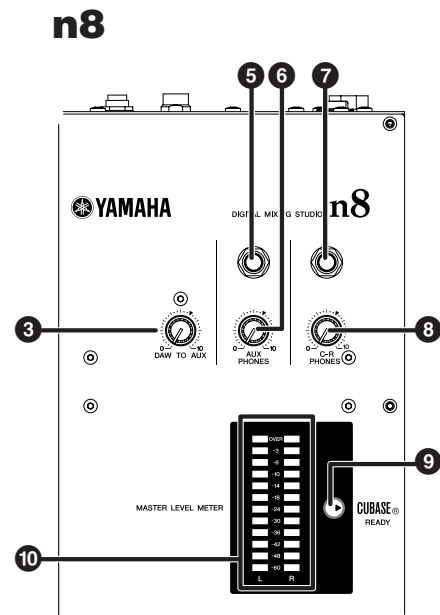 n8
5 6 7
YAMAHA
DIGITAL MIXING STUDIO n8
3
0 10
DAW TO AUX
0 10
AUX
PHONES
0 10
C-R
PHONES
8
9
MASTER LEVEL METER
OVER
-3
-6
-10
-14
-18
-24
-30
-36
-42
-48
-60
L R
CUBASE®
READY
10